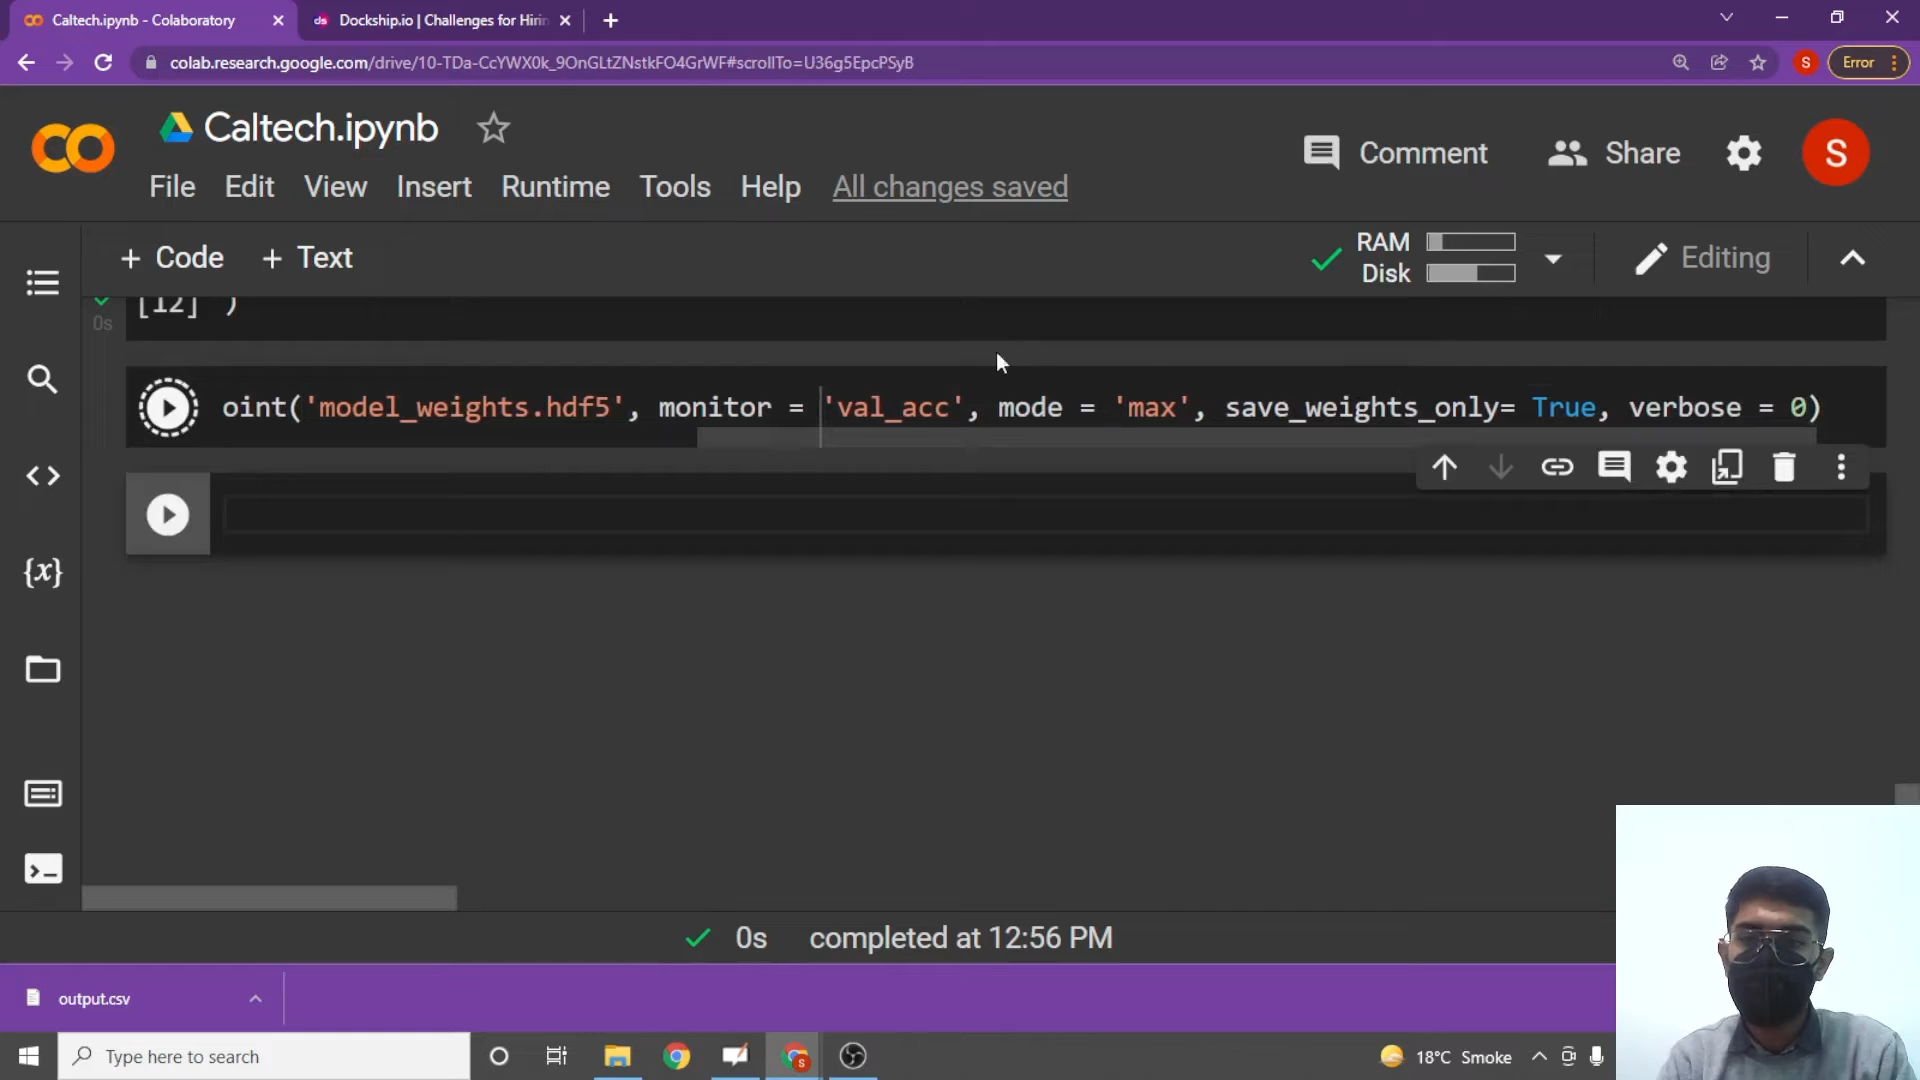 Caltech.ipynb - Colaboratory
Dockship.io | Challenges for Hirin
colab.research.google.com/drive/10-TDa-CcYWX0k_9OnGLtZNstkFO4GrWF#scrollTo=U36g5EpcPSyB
S
Error
Caltech.ipynb
Comment
Share
S
File Edit View Insert Runtime Tools Help All changes saved
+ Code + Text
RAM
Disk
Editing
[12] )
0s
oint('model_weights.hdf5', monitor = 'val_acc', mode = 'max', save_weights_only= True, verbose = 0)
{x}
0s completed at 12:56 PM
output.csv
Type here to search
S
18°C Smoke